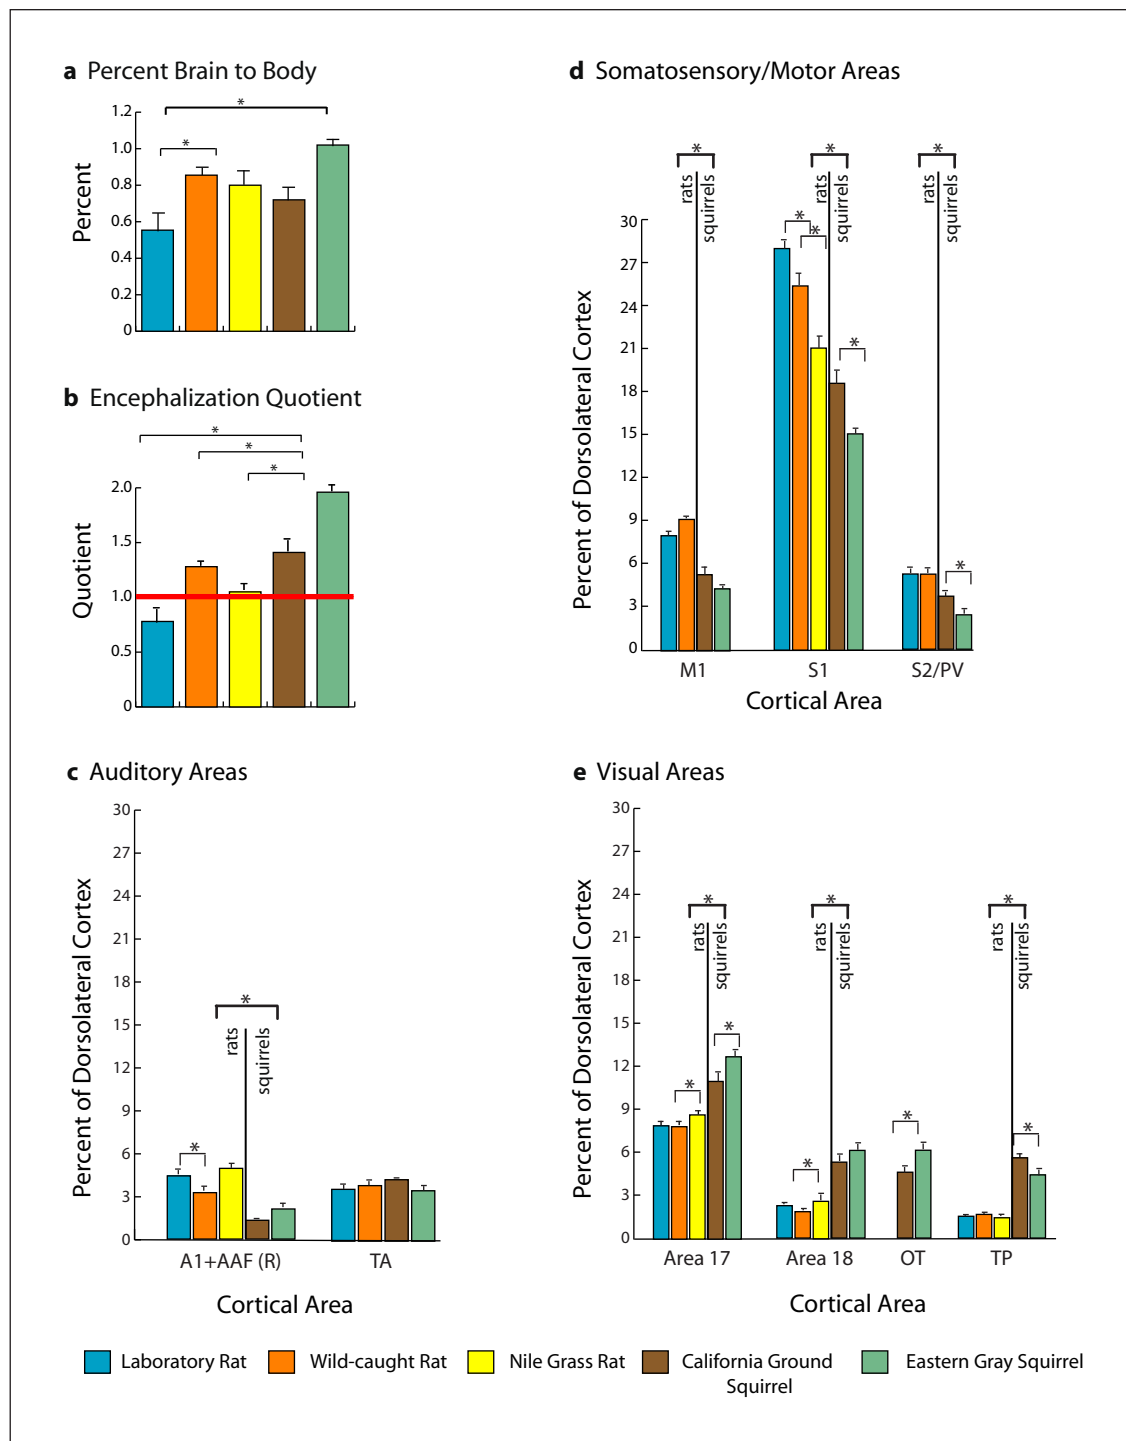 a Percent Brain to Body
*
*
1.2
1.0
0.8
0.6
0.4
0.2
0
Percent
b Encephalization Quotient
*
*
*
2.0
1.5
1.0
0.5
0
Quotient
c Auditory Areas
30
27
24
21
18
15
12
9
6
3
0
Percent of Dorsolateral Cortex
*
rats
squirrels
*
A1+AAF (R) TA
Cortical Area
d Somatosensory/Motor Areas
* * *
rats
squirrels
rats
squirrels
rats
squirrels
30
27
24
21
18
15
12
9
6
3
0
Percent of Dorsolateral Cortex
*
*
*
*
M1 S1 S2/PV
Cortical Area
e Visual Areas
30
27
24
21
18
15
12
9
6
3
0
Percent of Dorsolateral Cortex
* * *
rats
squirrels
rats
squirrels
rats
squirrels
*
*
*
*
*
Area 17 Area 18 OT TP
Cortical Area
Laboratory Rat Wild-caught Rat Nile Grass Rat California Ground Eastern Gray Squirrel
Squirrel